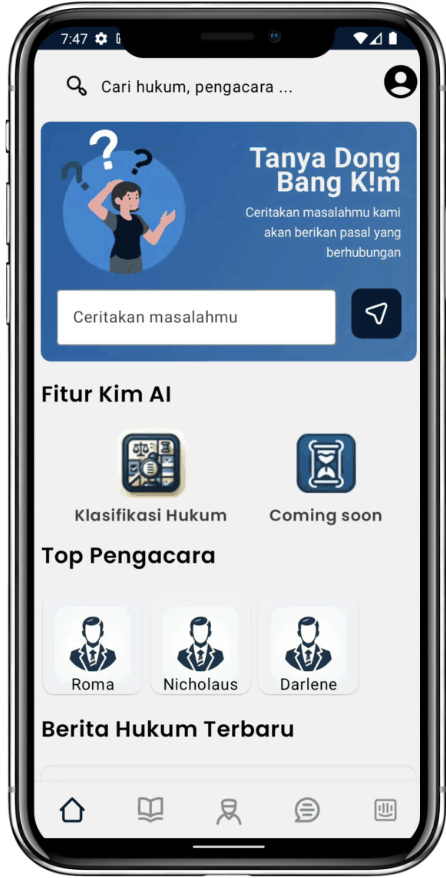 7:47
Cari hukum, pengacara ...
Tanya Dong
Bang K!m
Ceritakan masalahmu kami
akan berikan pasal yang
berhubungan
Ceritakan masalahmu
Fitur Kim AI
Klasifikasi Hukum
Coming soon
Top Pengacara
Roma
Nicholaus
Darlene
Berita Hukum Terbaru